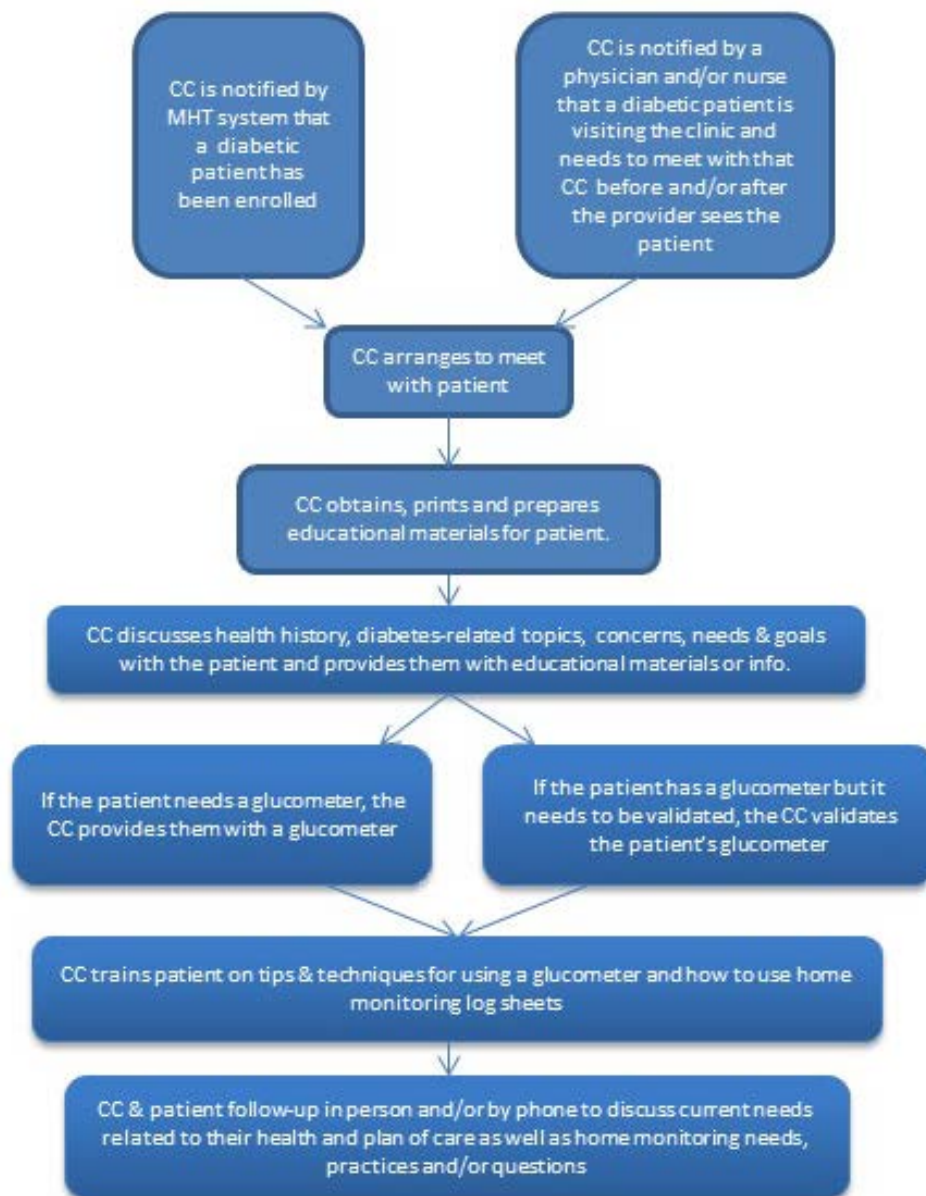 CC is notified by
MHT system that
a diabetic
patient has
been enrolled
CC is notified by a
physician and/or nurse
that a diabetic patient is
visiting the clinic and
needs to meet with that
CC before and/or after
the provider sees the
patient
CC arranges to meet
with patient
CC obtains, prints and prepares
educational materials for patient.
CC discusses health history, diabetes-related topics, concerns, needs & goals
with the patient and provides them with educational materials or info.
If the patient needs a glucometer, the
CC provides them with a glucometer
If the patient has a glucometer but it
needs to be validated, the CC validates
the patient's glucometer
CC trains patient on tips & techniques for using a glucometer and how to use home
monitoring log sheets
CC & patient follow-up in person and/or by phone to discuss current needs
related to their health and plan of care as well as home monitoring needs,
practices and/or questions